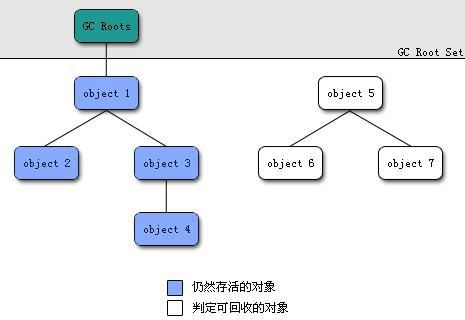 GC Roots
GC Root Set
object 1
object 5
object 2
object 3
object 6
object 7
object 4
仍然存活的对象
判定可回收的对象